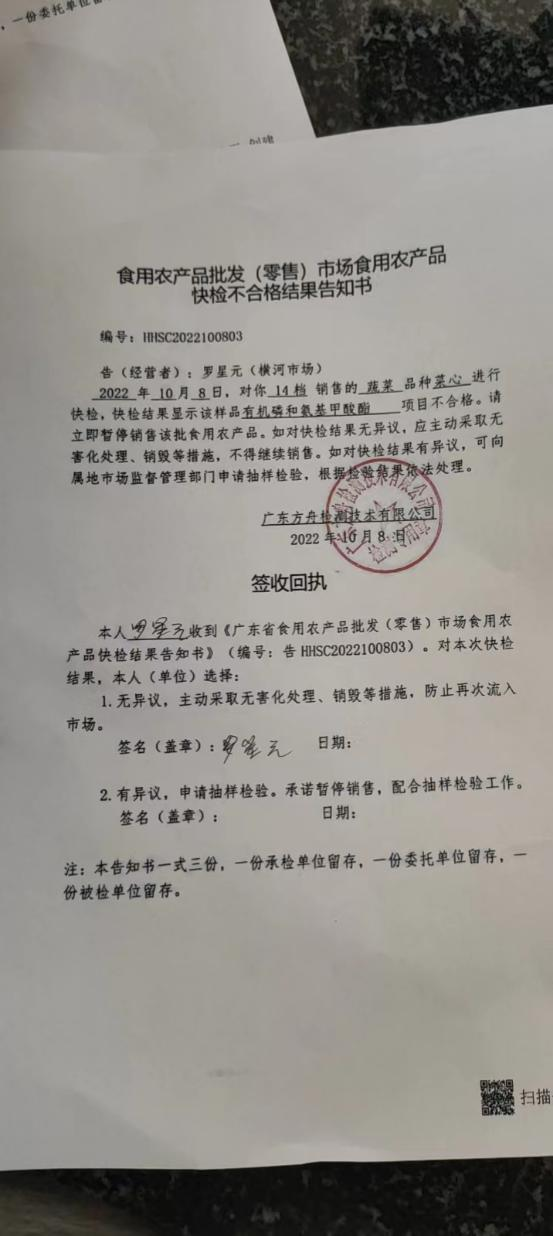 ，一份委托单位留
食用农产品批发（零售）市场食用农产品
快检不合格结果告知书
编号：HHSC2022100803
告（经营者）：罗星元（横河市场）
2022 年 10 月 8 日，对你 14档 销售的 蔬菜 品种菜心 进行
快检，快检结果显示该样品有机磷和氨基甲酸酯 项目不合格。请
立即暂停销售该批食用农产品。如对快检结果无异议，应主动采取无
害化处理、销毁等措施，不得继续销售。如对快检结果有异议，可向
属地市场监督管理部门申请抽样检验，根据检验结果依法处理。
广东方舟检测技术有限公司
2022 年 10 月 8 日
检测专用章
签收回执
本人罗星元收到《广东省食用农产品批发（零售）市场食用农
产品快检结果告知书》（编号：告 HHSC2022100803）。对本次快检
结果，本人（单位）选择：
1. 无异议，主动采取无害化处理、销毁等措施，防止再次流入
市场。
签名（盖章）：罗星元 日期：
2. 有异议，申请抽样检验。承诺暂停销售，配合抽样检验工作。
签名（盖章）： 日期：
注：本告知书一式三份，一份承检单位留存，一份委托单位留存，一
份被检单位留存。
扫描